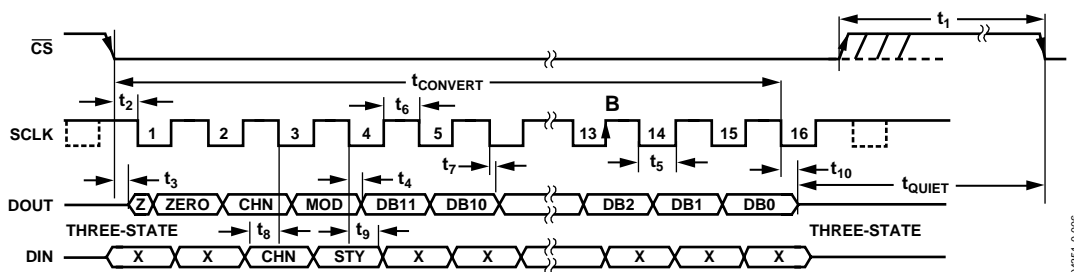 t1
CS
tCONVERT
t2
t6
B
SCLK
1 2 3 4 5 13 14 15 16
t7
t5
t10
t3
t4
tQUIET
DOUT
Z ZERO CHN MOD DB11 DB10 DB2 DB1 DB0
THREE-STATE
t8
t9
THREE-STATE
DIN
X X CHN STY X X X X X